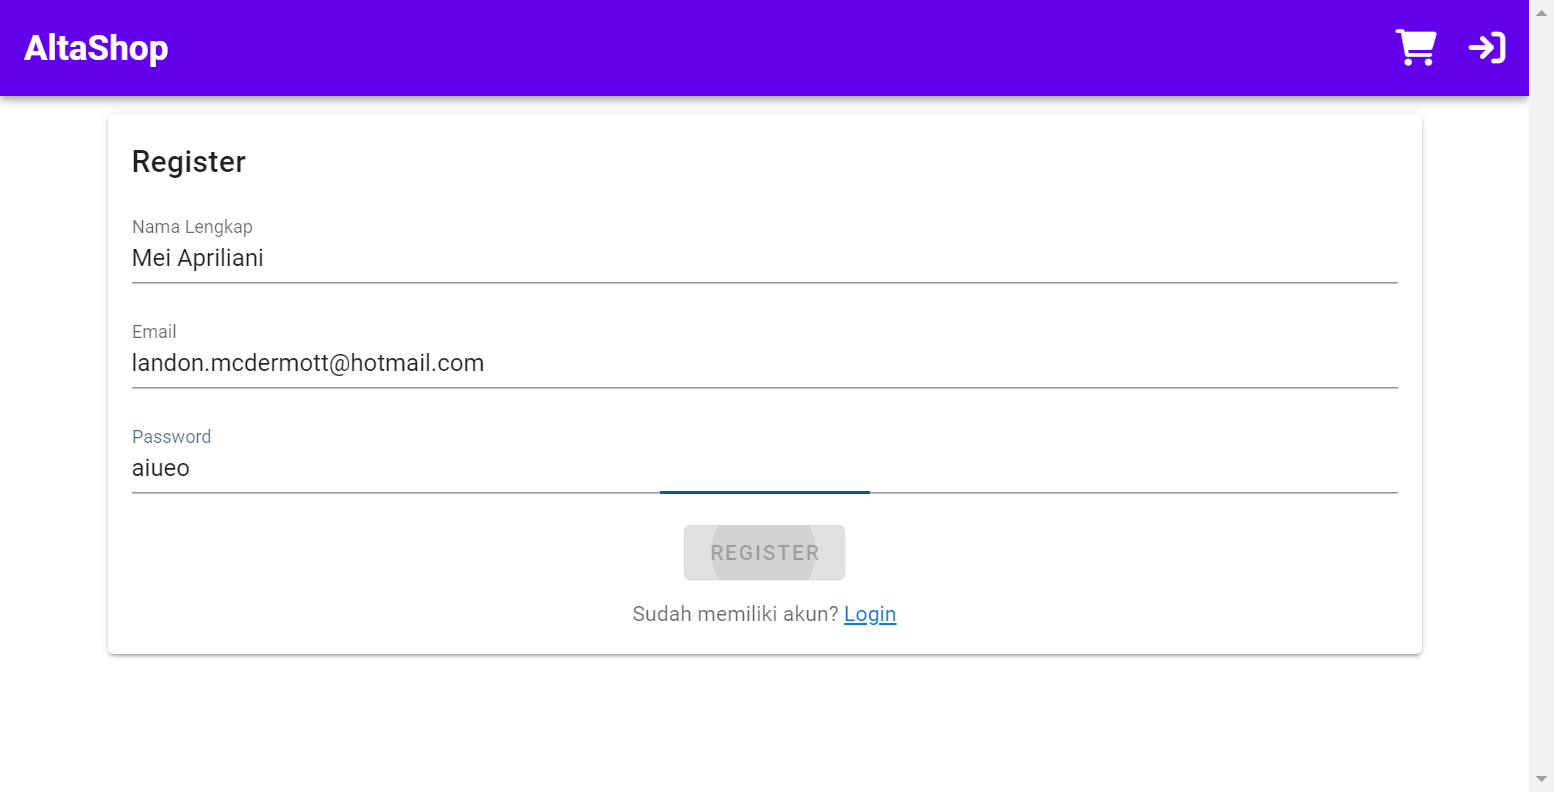 AltaShop
Register
Nama Lengkap
Mei Apriliani
Email
landon.mcdermott@hotmail.com
Password
aiueo
REGISTER
Sudah memiliki akun? Login